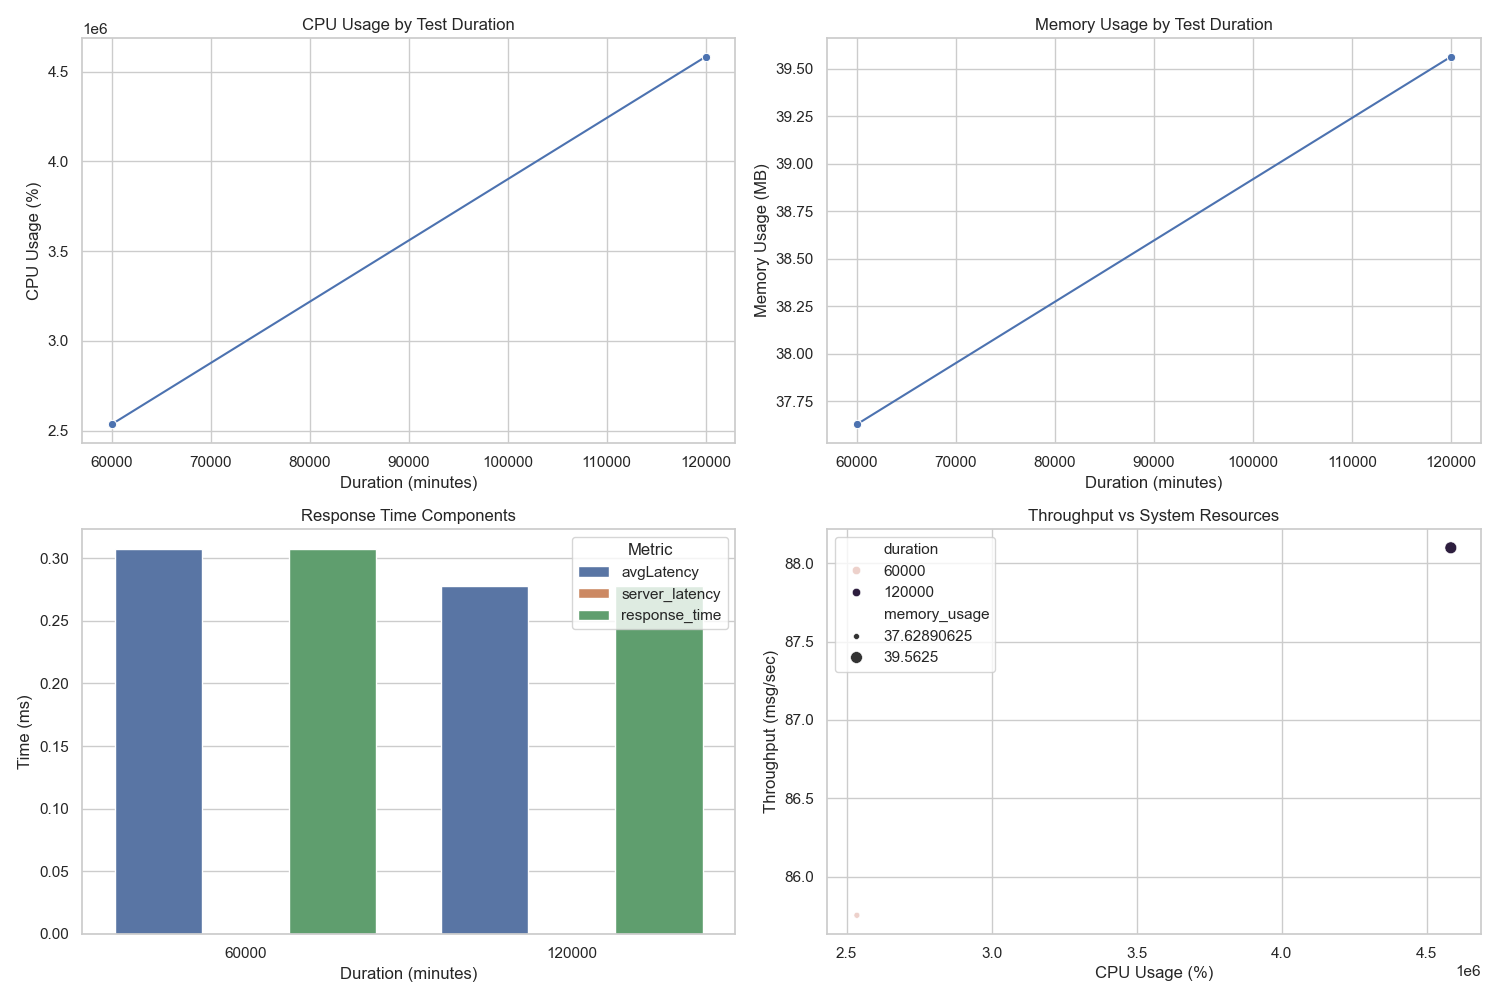 CPU Usage by Test Duration
1e6
CPU Usage (%)
4.5
4.0
3.5
3.0
2.5
60000 70000 80000 90000 100000 110000 120000
Duration (minutes)
Memory Usage by Test Duration
Memory Usage (MB)
39.50
39.25
39.00
38.75
38.50
38.25
38.00
37.75
60000 70000 80000 90000 100000 110000 120000
Duration (minutes)
Response Time Components
Time (ms)
0.30
0.25
0.20
0.15
0.10
0.05
0.00
Metric
avgLatency
server_latency
response_time
60000 120000
Duration (minutes)
Throughput vs System Resources
Throughput (msg/sec)
88.0
87.5
87.0
86.5
86.0
duration
60000
120000
memory_usage
37.62890625
39.5625
2.5 3.0 3.5 4.0 4.5
CPU Usage (%)
1e6